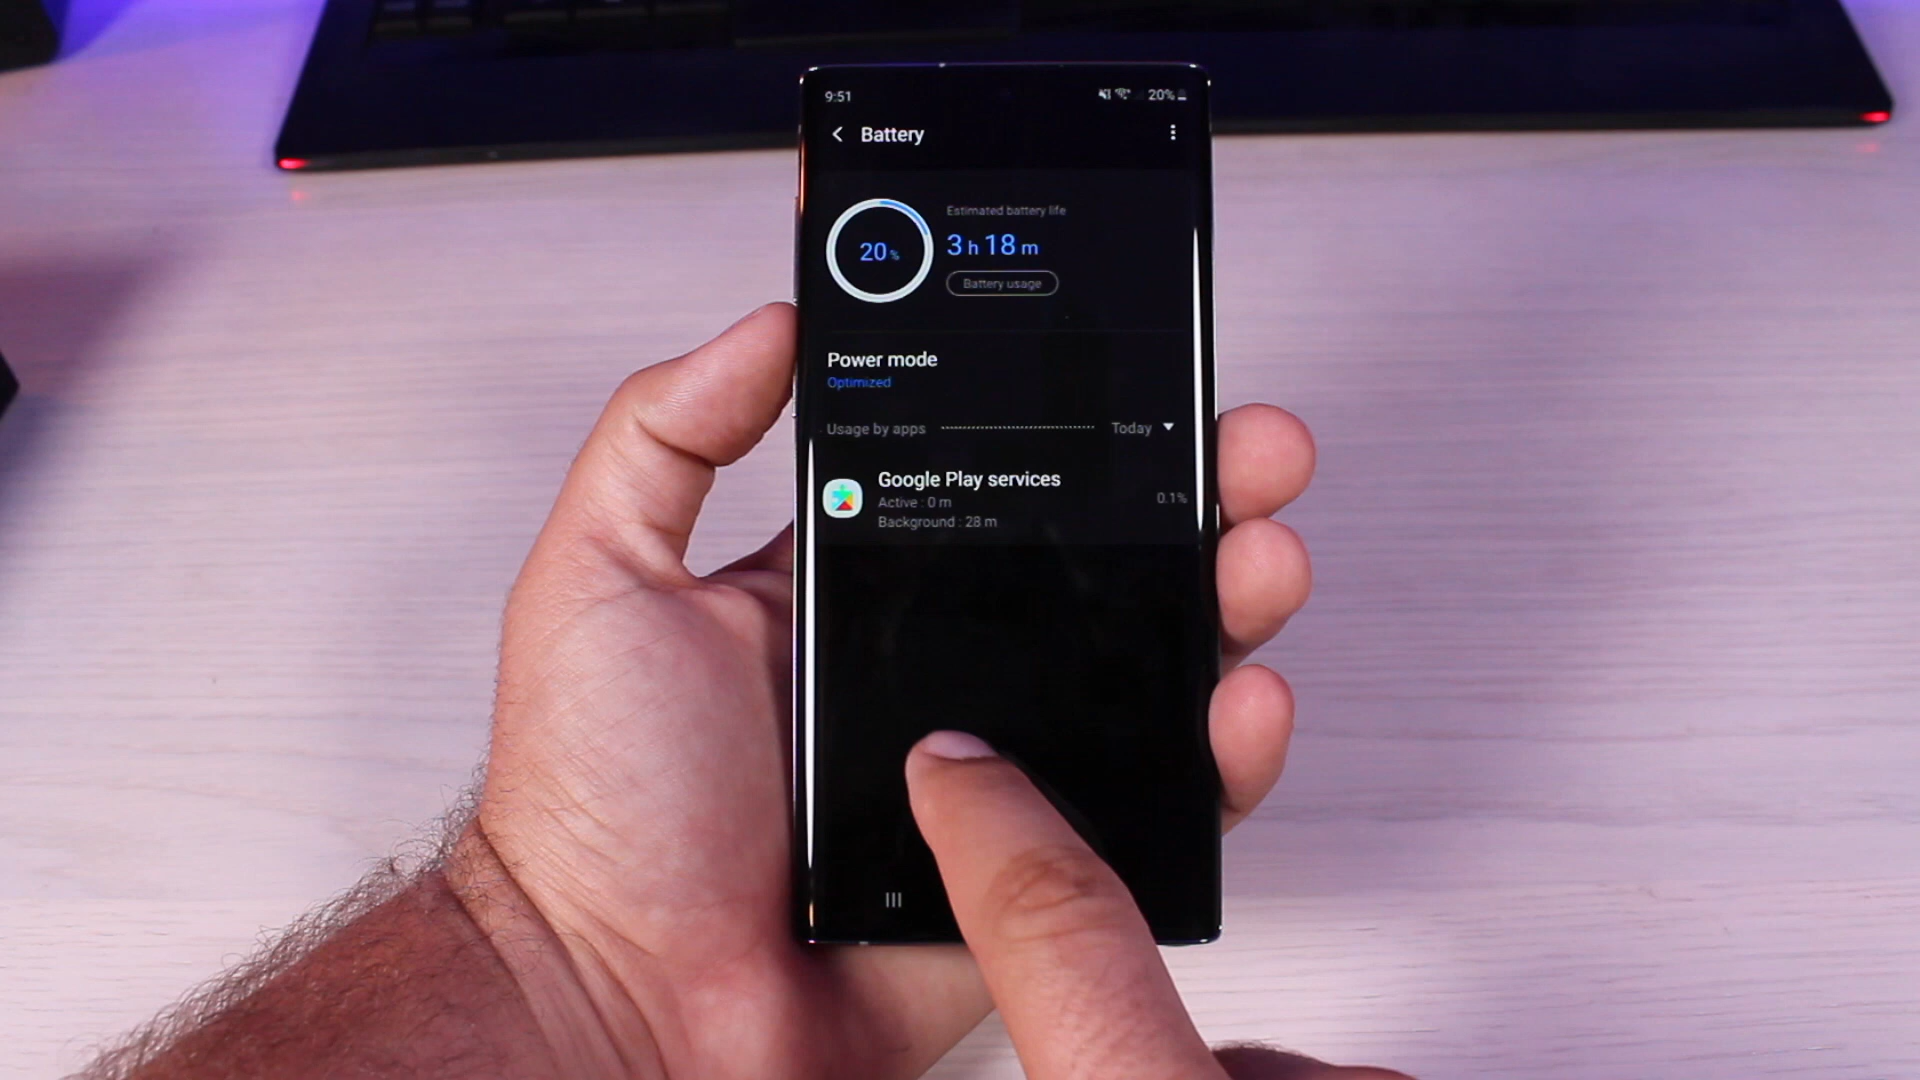 9:51
20%
Battery
Estimated battery life
20%
3 h 18 m
Battery usage
Power mode
Optimized
Usage by apps
Today
Google Play services
Active : 0 m
0.1%
Background : 28 m